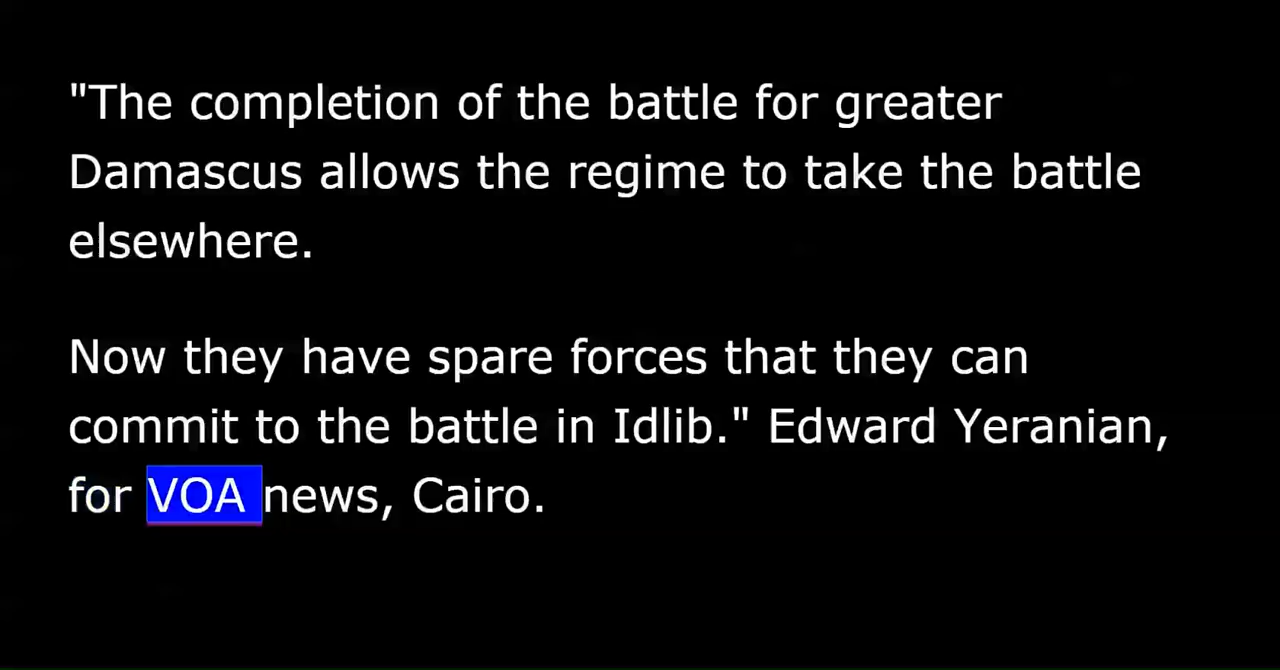 "The completion of the battle for greater
Damascus allows the regime to take the battle
elsewhere.
Now they have spare forces that they can
commit to the battle in Idlib." Edward Yeranian,
for VOA news, Cairo.